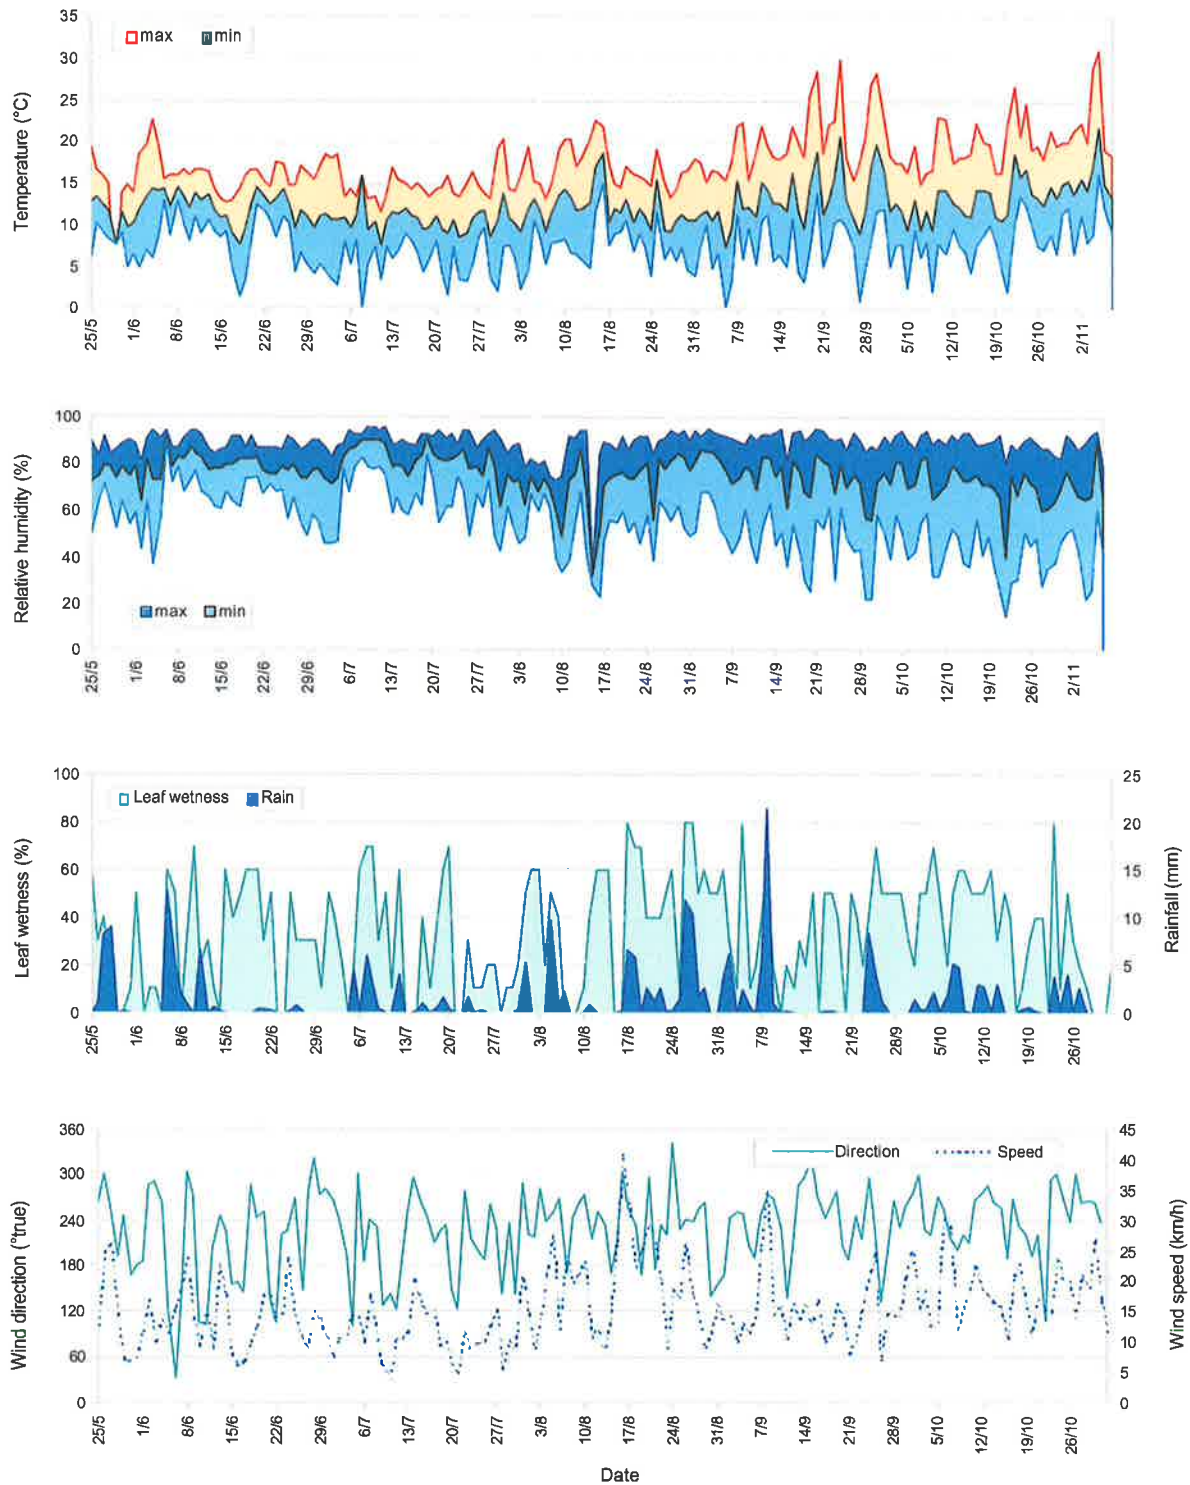 35
30
25
20
15
10
5
0
Temperature (°C)
max min
25/5 1/6 8/6 15/6 22/6 29/6 6/7 13/7 20/7 27/7 3/8 10/8 17/8 24/8 31/8 7/9 14/9 21/9 28/9 5/10 12/10 19/10 26/10 2/11
100
80
60
40
20
0
Relative humidity (%)
max min
25/5 1/6 8/6 15/6 22/6 29/6 6/7 13/7 20/7 27/7 3/8 10/8 17/8 24/8 31/8 7/9 14/9 21/9 28/9 5/10 12/10 19/10 26/10 2/11
100
80
60
40
20
0
Leaf wetness (%)
Leaf wetness Rain
25
20
15
10
5
0
Rainfall (mm)
25/5 1/6 8/6 15/6 22/6 29/6 6/7 13/7 20/7 27/7 3/8 10/8 17/8 24/8 31/8 7/9 14/9 21/9 28/9 5/10 12/10 19/10 26/10
360
300
240
180
120
60
0
Wind direction (°true)
Direction Speed
45
40
35
30
25
20
15
10
5
0
Wind speed (km/h)
25/5 1/6 8/6 15/6 22/6 29/6 6/7 13/7 20/7 27/7 3/8 10/8 17/8 24/8 31/8 7/9 14/9 21/9 28/9 5/10 12/10 19/10 26/10
Date